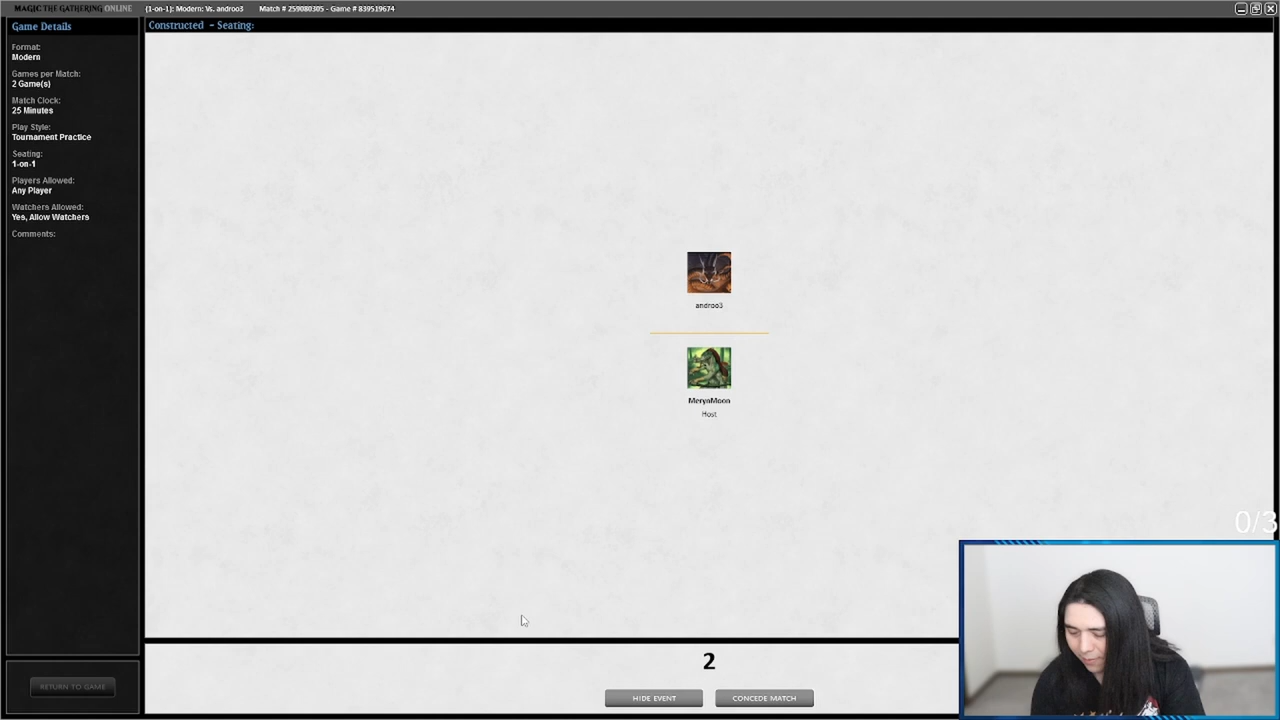 MAGIC THE GATHERING ONLINE (1-on-1): Modern: Vs. androo3 Match # 259080305 - Game # 839519674
Game Details
Constructed - Seating:
Format:
Modern
Games per Match:
2 Game(s)
Match Clock:
25 Minutes
Play Style:
Tournament Practice
Seating:
1-on-1
Players Allowed:
Any Player
Watchers Allowed:
Yes, Allow Watchers
Comments:
androo3
MerynMoon
Host
0/3
2
RETURN TO GAME
HIDE EVENT
CONCEDE MATCH